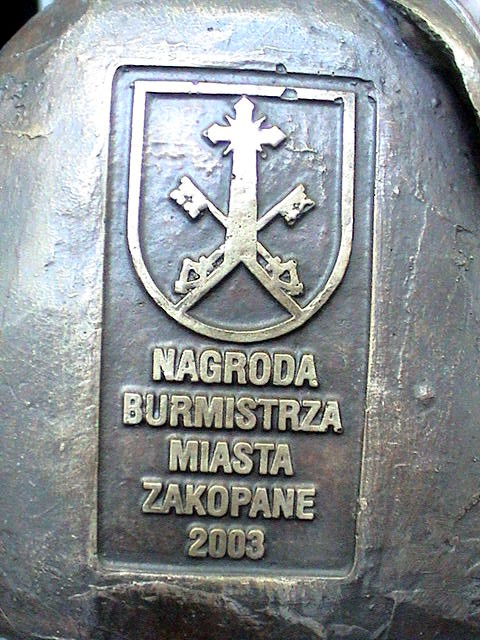 NAGRODA
BURMISTRZA
MIASTA
ZAKOPANE
2003